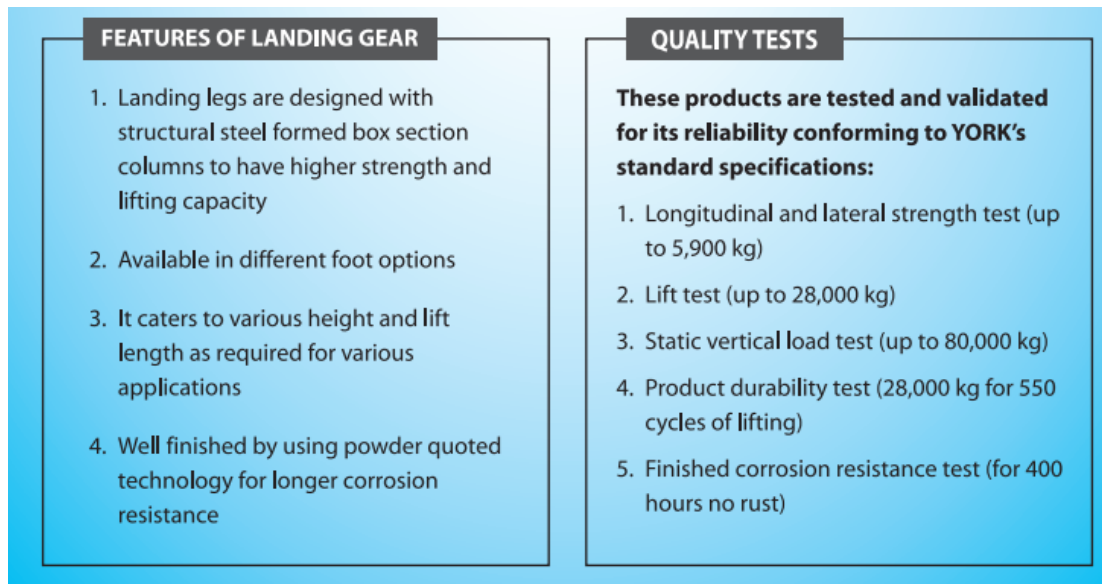 FEATURES OF LANDING GEAR
1. Landing legs are designed with
structural steel formed box section
columns to have higher strength and
lifting capacity
2. Available in different foot options
3. It caters to various height and lift
length as required for various
applications
4. Well finished by using powder quoted
technology for longer corrosion
resistance
QUALITY TESTS
These products are tested and validated
for its reliability conforming to YORK's
standard specifications:
1. Longitudinal and lateral strength test (up
to 5,900 kg)
2. Lift test (up to 28,000 kg)
3. Static vertical load test (up to 80,000 kg)
4. Product durability test (28,000 kg for 550
cycles of lifting)
5. Finished corrosion resistance test (for 400
hours no rust)